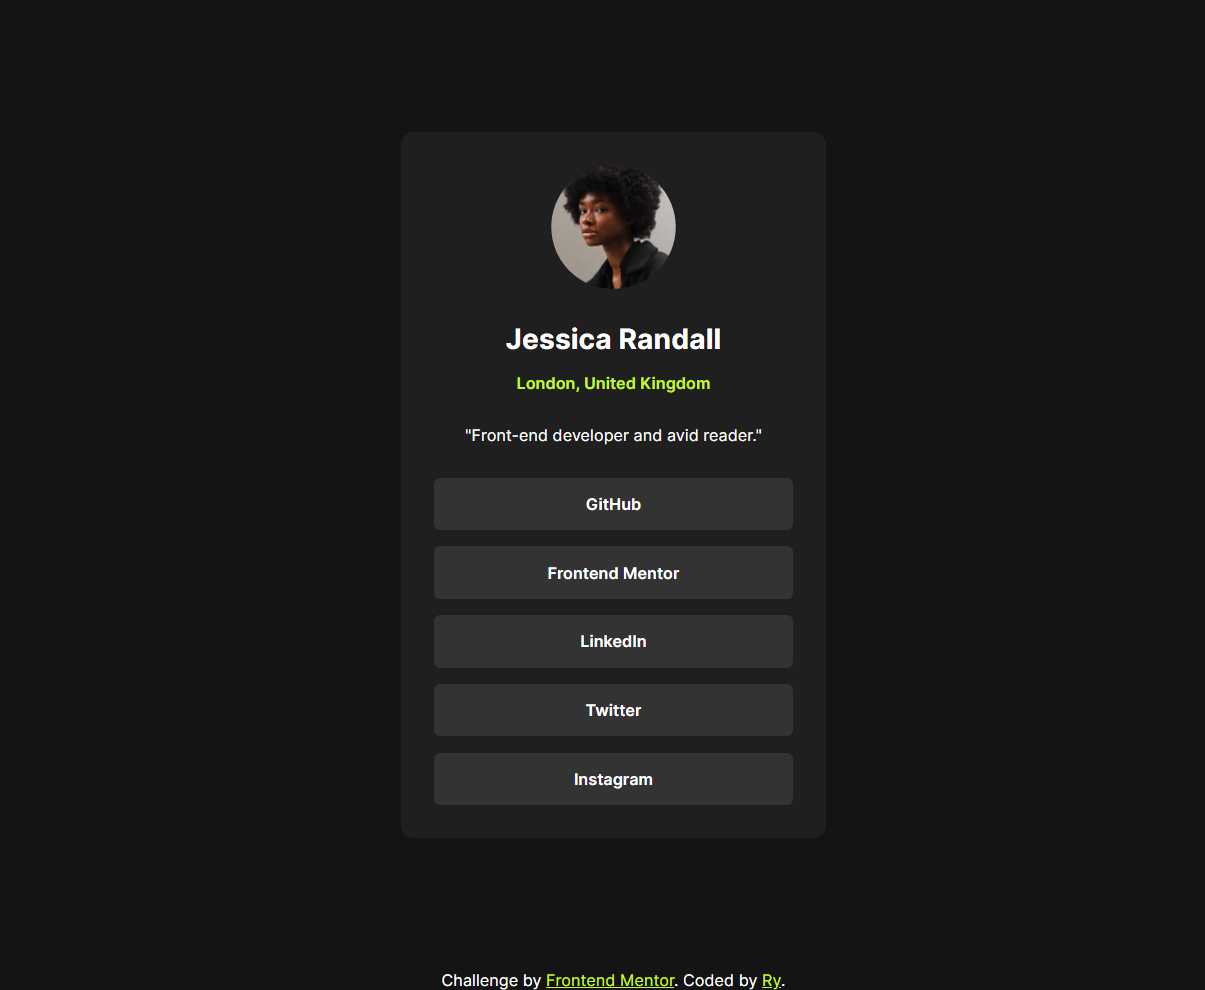 Jessica Randall
London, United Kingdom
"Front-end developer and avid reader."
GitHub
Frontend Mentor
LinkedIn
Twitter
Instagram
Challenge by Frontend Mentor. Coded by Ry.